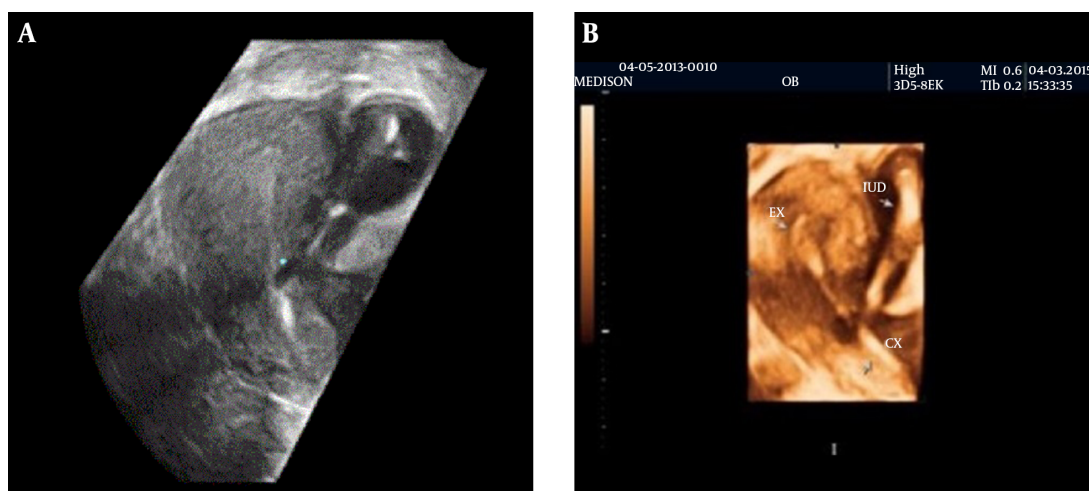 A
B
04-05-2013-0010
MEDISON
OB
High
3D5-8EK
MI 0.6
TIb 0.2
04-03.2015
15:33:35
IUD
EX
CX
I